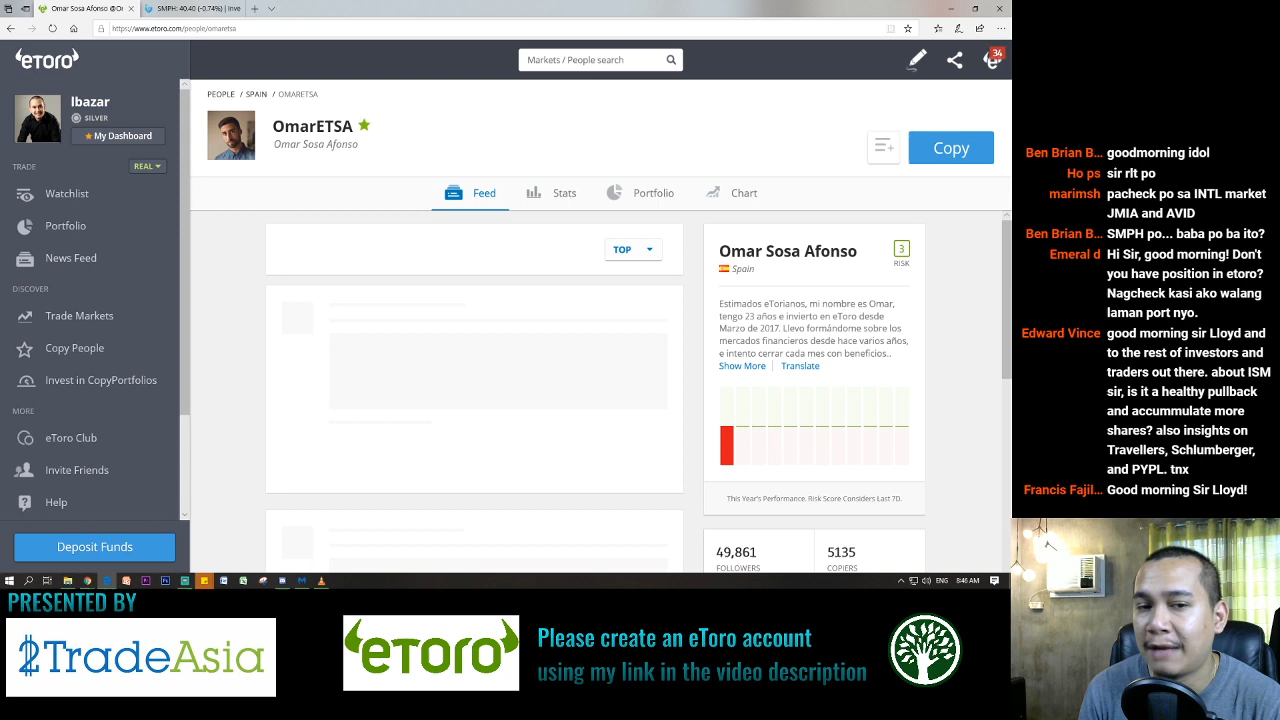 Omar Sosa Afonso @On
SMPH: 40.40 (-0.74%) | Inve
https://www.etoro.com/people/omaretsa
eToro
Markets / People search
34
lbazar
SILVER
My Dashboard
TRADE
REAL
Watchlist
Portfolio
News Feed
DISCOVER
Trade Markets
Copy People
Invest in CopyPortfolios
MORE
eToro Club
Invite Friends
Help
Deposit Funds
PEOPLE / SPAIN / OMARETSA
OmarETSA
Omar Sosa Afonso
Copy
Feed
Stats
Portfolio
Chart
TOP
Omar Sosa Afonso
3
RISK
Spain
Estimados eTorianos, mi nombre es Omar,
tengo 23 años e invierto en eToro desde
Marzo de 2017. Llevo formándome sobre los
mercados financieros desde hace varios años,
e intento cerrar cada mes con beneficios..
Show More
Translate
This Year's Performance. Risk Score Considers Last 7D.
49,861
FOLLOWERS
5135
COPIERS
ENG
8:46 AM
Ben Brian B... goodmorning idol
Ho ps sir rlt po
marimsh pacheck po sa INTL market
JMIA and AVID
Ben Brian B... SMPH po... baba po ba ito?
Emeral d Hi Sir, good morning! Don't
you have position in etoro?
Nagcheck kasi ako walang
laman port nyo.
Edward Vince good morning sir Lloyd and
to the rest of investors and
traders out there. about ISM
sir, is it a healthy pullback
and accummulate more
shares? also insights on
Travellers, Schlumberger,
and PYPL. tnx
Francis Fajil... Good morning Sir Lloyd!
PRESENTED BY
2TradeAsia
eToro
Please create an eToro account
using my link in the video description